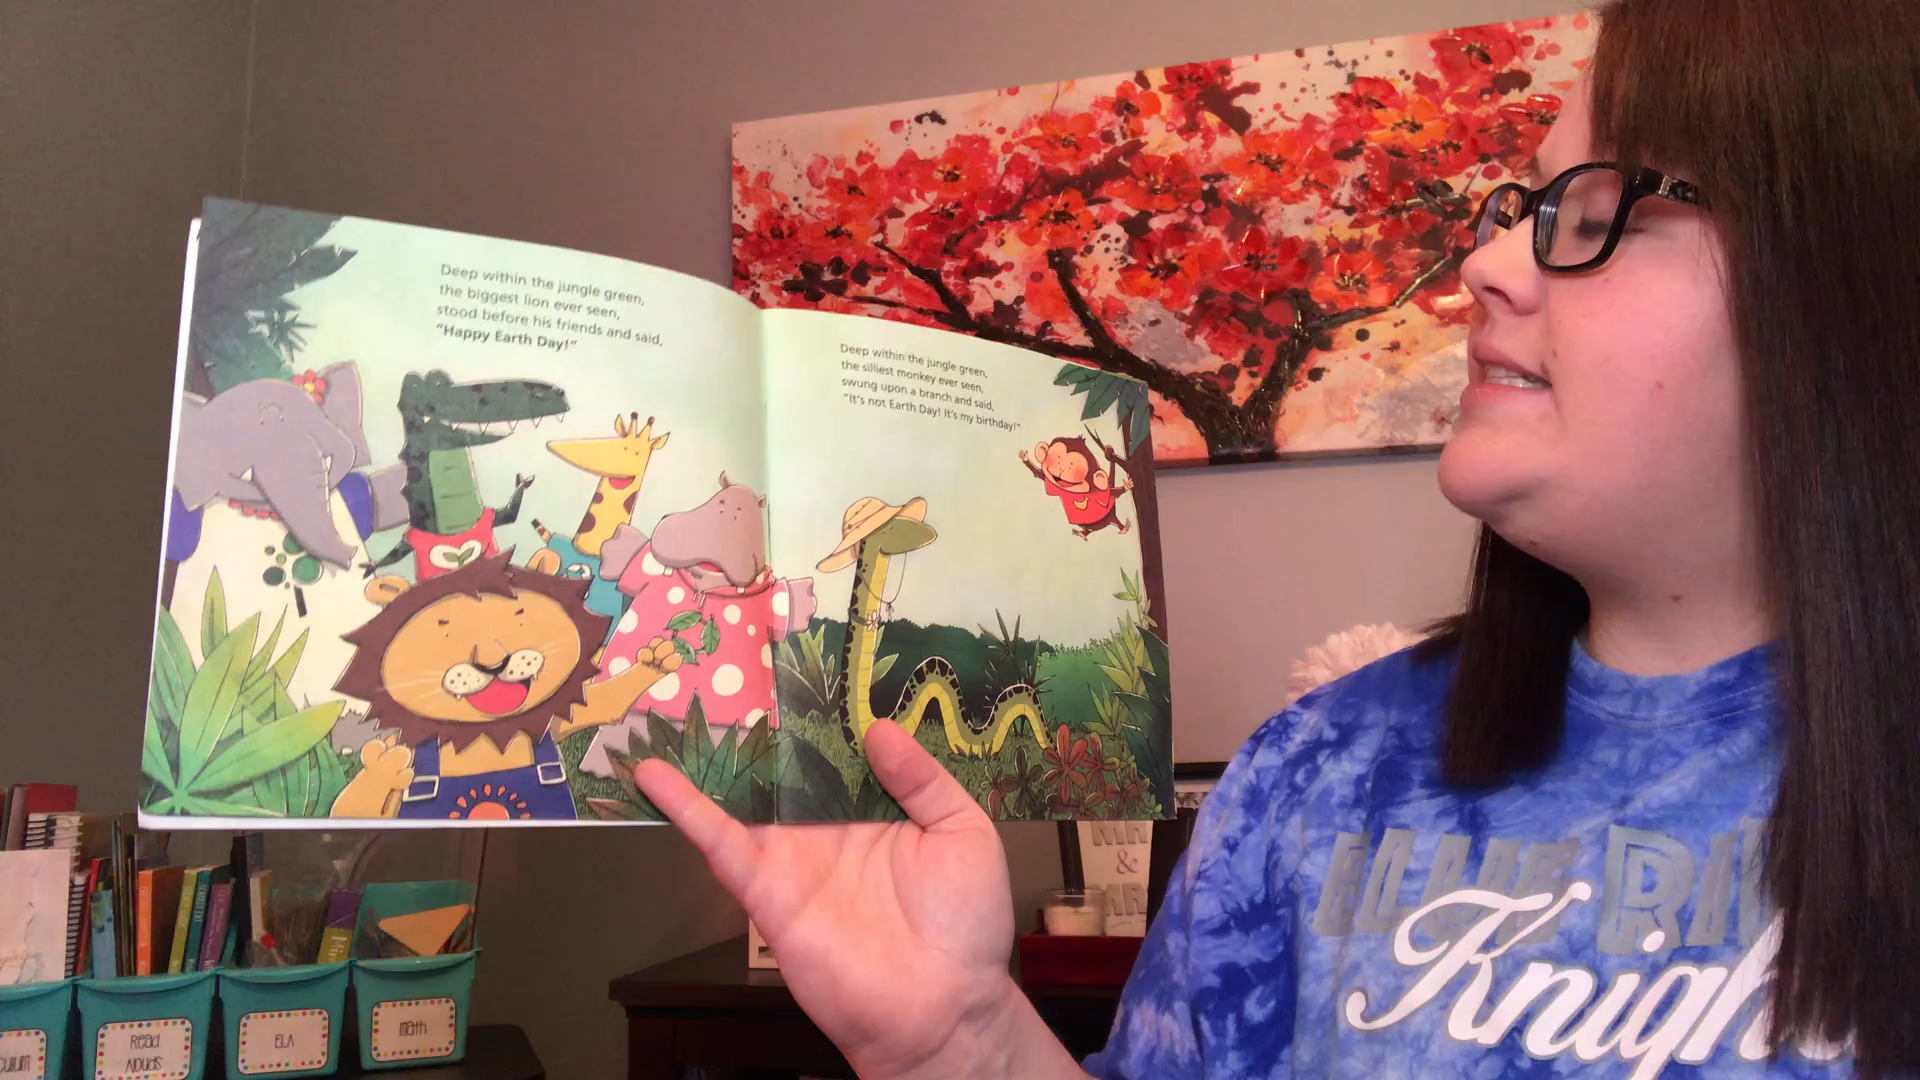 Deep within the jungle green,
the biggest lion ever seen,
stood before his friends and said,
"Happy Earth Day!"
Deep within the jungle green,
the silliest monkey ever seen,
swung upon a branch and said,
"It's not Earth Day! It's my birthday!"
Read
Alouds
ELA
math
MR
&